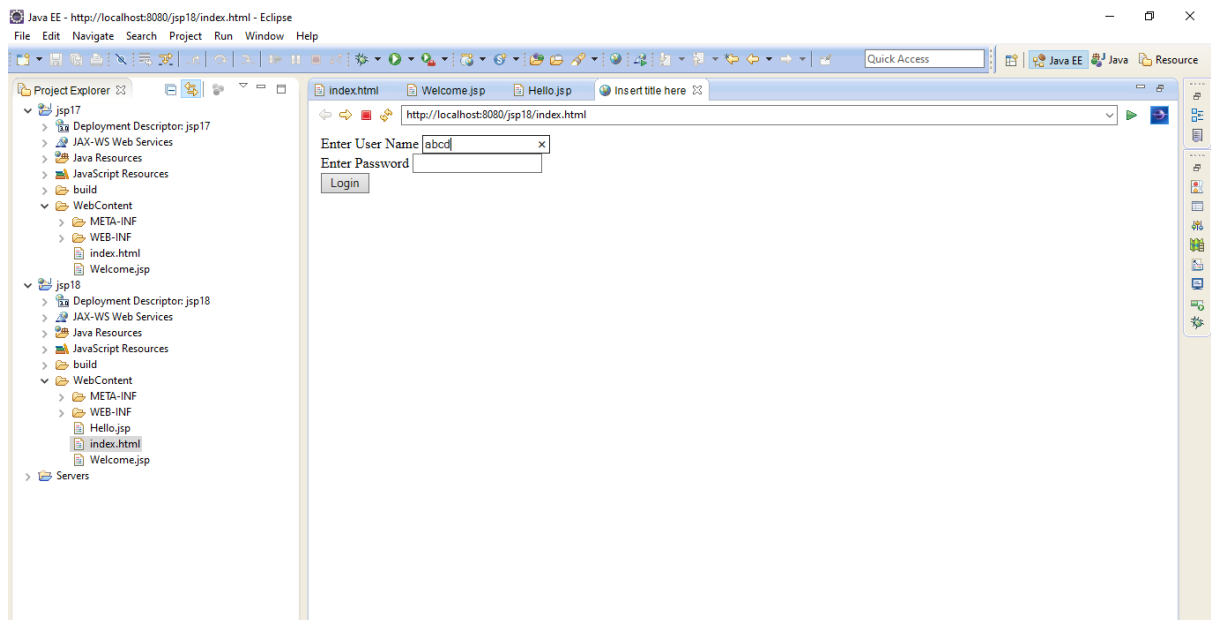 Java EE - http://localhost:8080/jsp18/index.html - Eclipse
File Edit Navigate Search Project Run Window Help
Quick Access
Java EE Java Resource
Project Explorer
index.html Welcome.jsp Hello.jsp Insert title here
http://localhost:8080/jsp18/index.html
jsp17
Deployment Descriptor: jsp17
JAX-WS Web Services
Java Resources
JavaScript Resources
build
WebContent
META-INF
WEB-INF
index.html
Welcome.jsp
jsp18
Deployment Descriptor: jsp18
JAX-WS Web Services
Java Resources
JavaScript Resources
build
WebContent
META-INF
WEB-INF
Hello.jsp
index.html
Welcome.jsp
Servers
Enter User Name abcd
Enter Password
Login